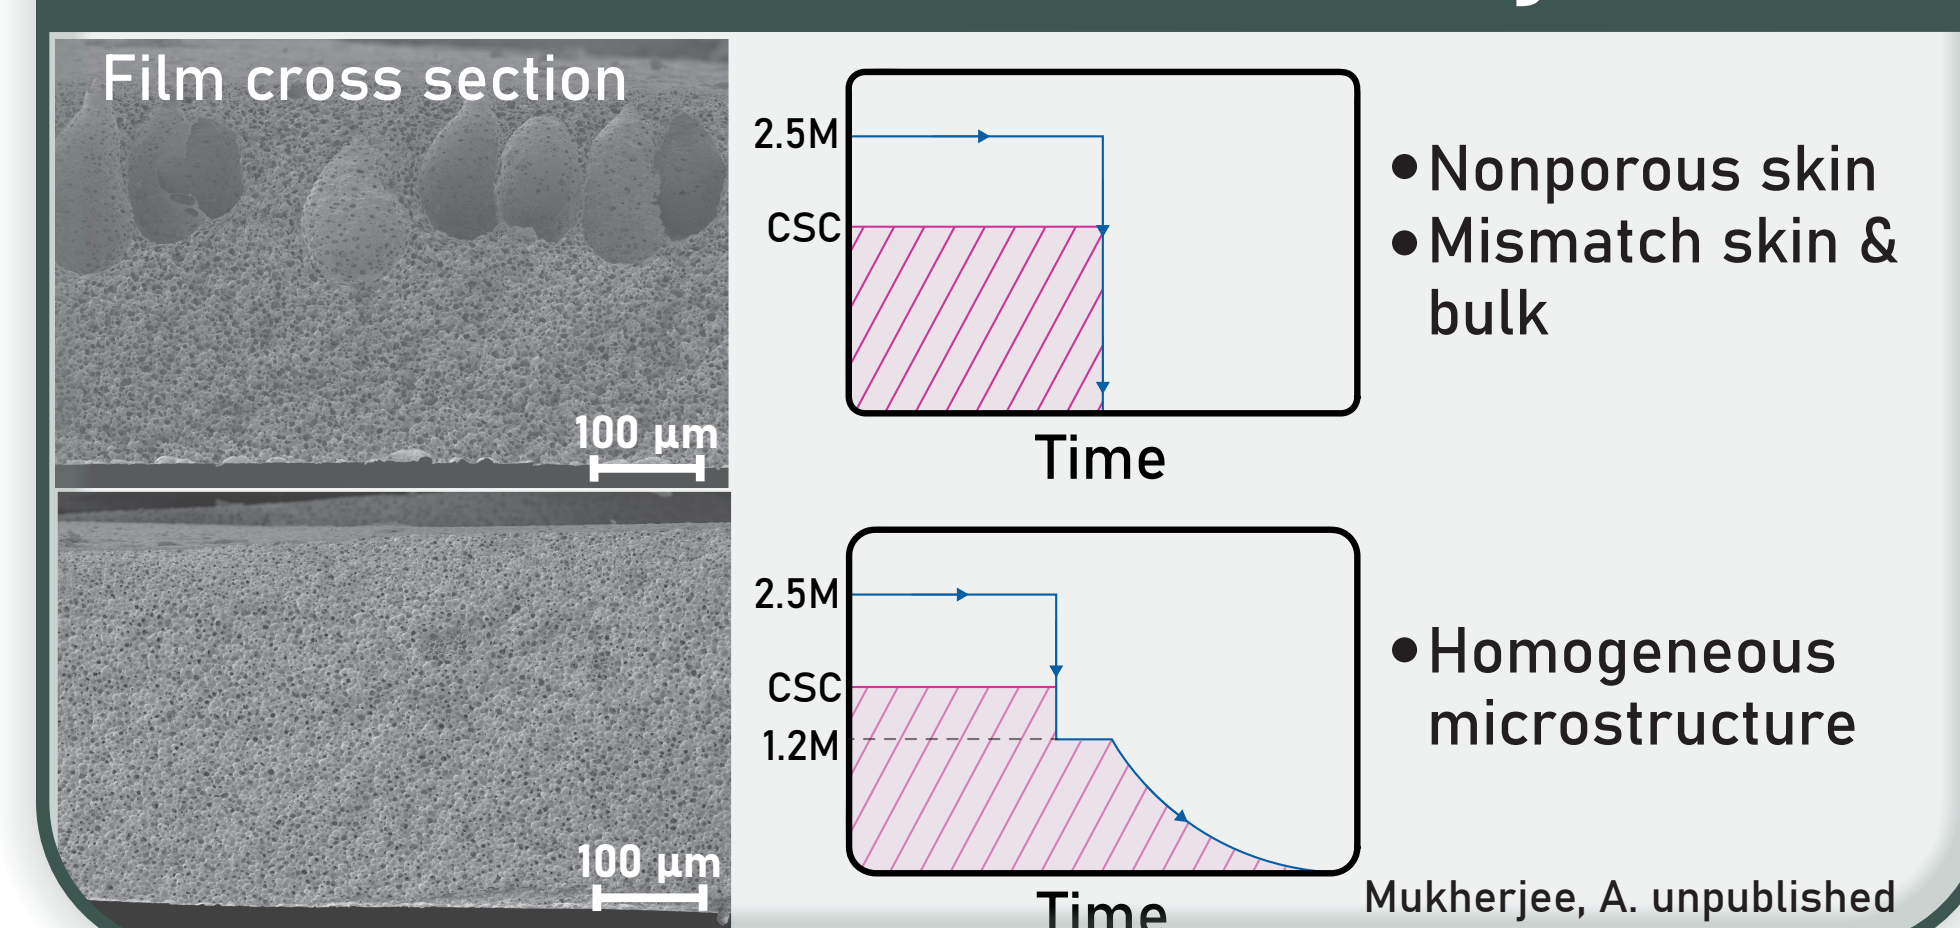 Film cross section
100 µm
2.5M
CSC
Time
• Nonporous skin
• Mismatch skin &
bulk
100 µm
2.5M
CSC
1.2M
Time
• Homogeneous
microstructure
Mukherjee, A. unpublished